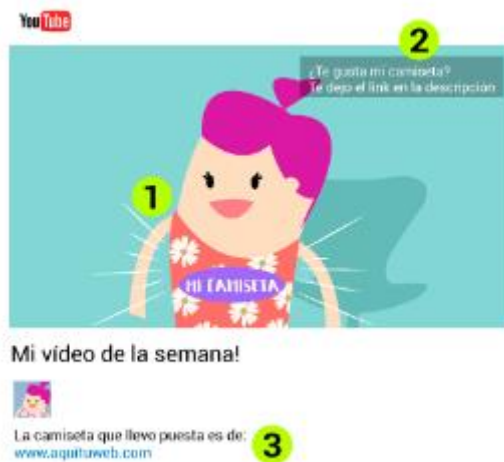 YouTube
2
¿Te gusta mi camiseta?
Te dejo el link en la descripción
1
MI CAMISETA
Mi vídeo de la semana!
La camiseta que llevo puesta es de:
www.aquituweb.com
3